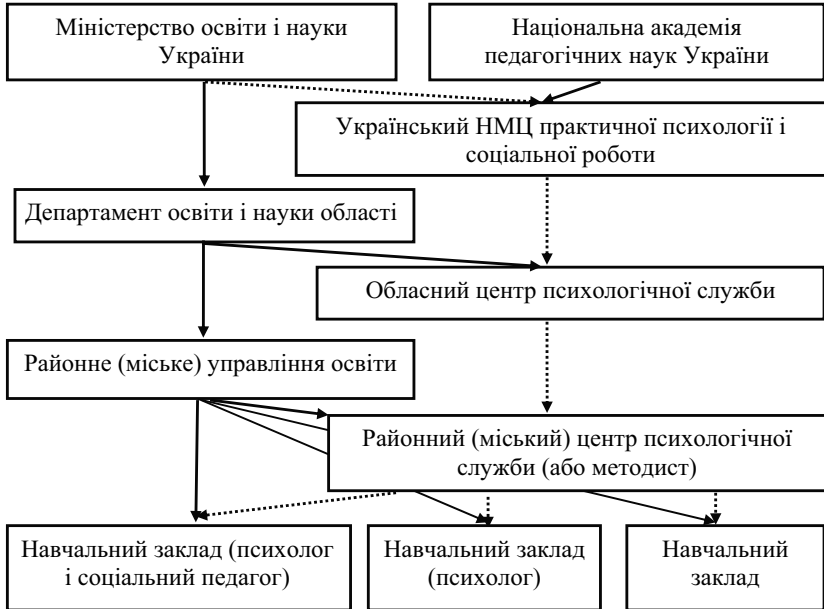 Міністерство освіти і науки
України
Національна академія
педагогічних наук України
Український НМЦ практичної психології і
соціальної роботи
Департамент освіти і науки області
Обласний центр психологічної служби
Районне (міське) управління освіти
Районний (міський) центр психологічної
служби (або методист)
Навчальний заклад (психолог
і соціальний педагог)
Навчальний заклад
(психолог)
Навчальний
заклад